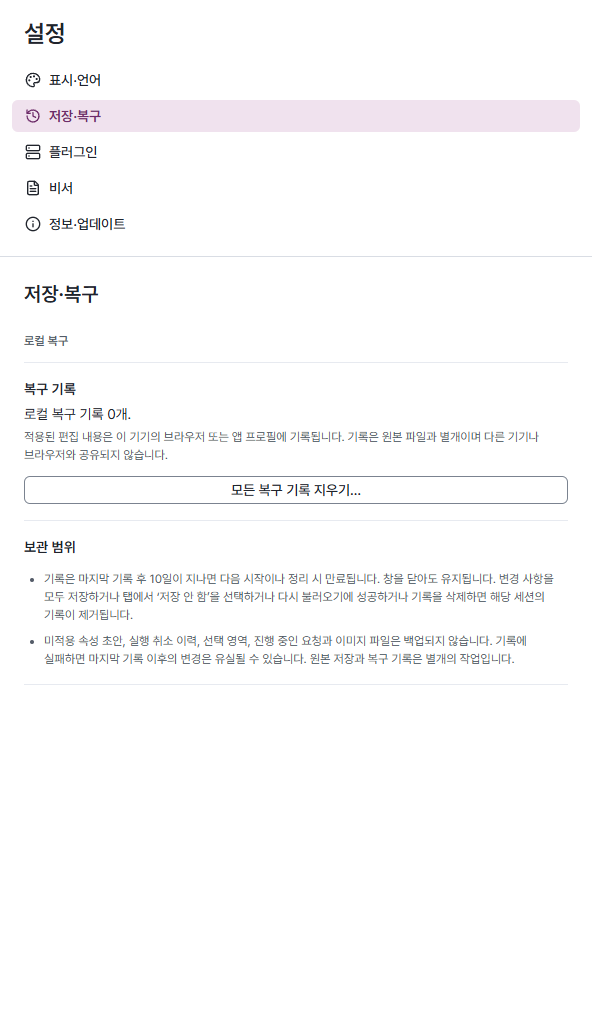 설정
표시·언어
저장·복구
플러그인
비서
정보·업데이트
저장·복구
로컬 복구
복구 기록
로컬 복구 기록 0개.
적용된 편집 내용은 이 기기의 브라우저 또는 앱 프로필에 기록됩니다. 기록은 원본 파일과 별개이며 다른 기기나
브라우저와 공유되지 않습니다.
모든 복구 기록 지우기...
보관 범위
• 기록은 마지막 기록 후 10일이 지나면 다음 시작이나 정리 시 만료됩니다. 창을 닫아도 유지됩니다. 변경 사항을
모두 저장하거나 탭에서 ‘저장 안 함’을 선택하거나 다시 불러오기에 성공하거나 기록을 삭제하면 해당 세션의
기록이 제거됩니다.
• 미적용 속성 초안, 실행 취소 이력, 선택 영역, 진행 중인 요청과 이미지 파일은 백업되지 않습니다. 기록에
실패하면 마지막 기록 이후의 변경은 유실될 수 있습니다. 원본 저장과 복구 기록은 별개의 작업입니다.